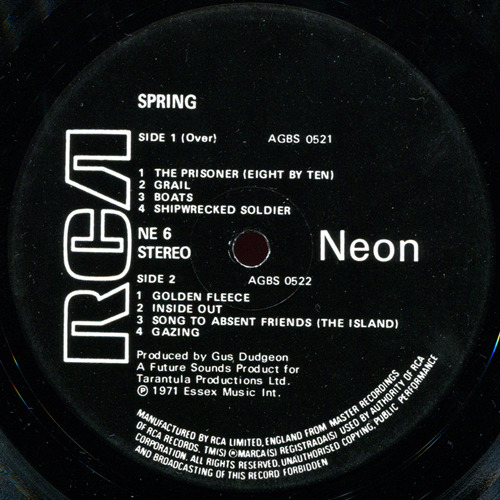 SPRING
SIDE 1 (Over) AGBS 0521
1 THE PRISONER (EIGHT BY TEN)
2 GRAIL
3 BOATS
4 SHIPWRECKED SOLDIER
RCA
NE 6
STEREO
Neon
SIDE 2 AGBS 0522
1 GOLDEN FLEECE
2 INSIDE OUT
3 SONG TO ABSENT FRIENDS (THE ISLAND)
4 GAZING
Produced by Gus Dudgeon
A Future Sounds Product for
Tarantula Productions Ltd.
℗ 1971 Essex Music Int.
MANUFACTURED BY RCA LIMITED, ENGLAND FROM MASTER RECORDINGS
OF RCA RECORDS. TM(S) ® MARCA(S) REGISTRADA(S) USED BY AUTHORITY OF RCA
CORPORATION. ALL RIGHTS RESERVED. UNAUTHORISED COPYING, PUBLIC PERFORMANCE
AND BROADCASTING OF THIS RECORD FORBIDDEN